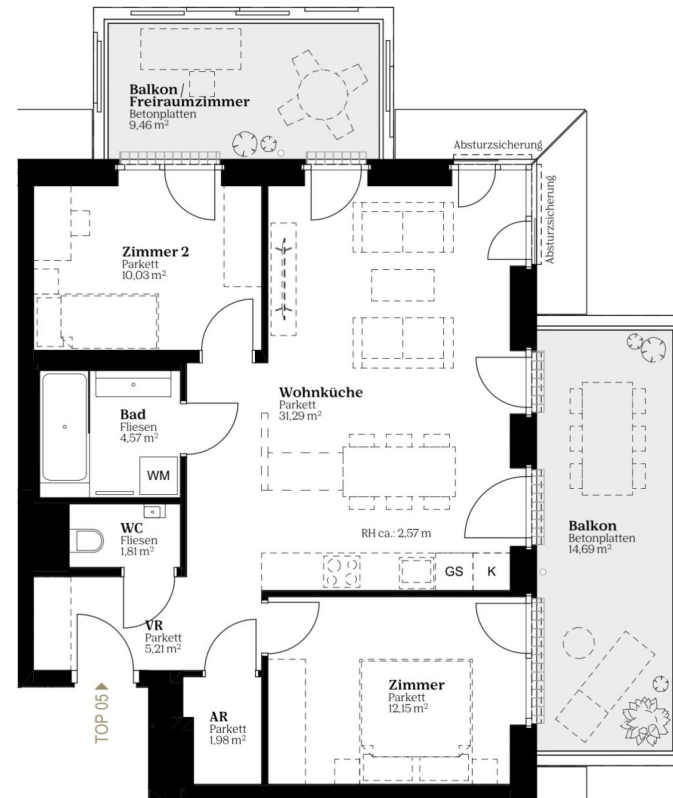 Balkon /
Freiraumzimmer
Betonplatten
9,46 m²
Absturzsicherung
Absturzsicherung
Zimmer 2
Parkett
10,03 m²
Wohnküche
Parkett
31,29 m²
Bad
Fliesen
4,57 m²
WM
WC
Fliesen
1,81 m²
RH ca.: 2,57 m
GS
K
Balkon
Betonplatten
14,69 m²
VR
Parkett
5,21 m²
TOP 05
AR
Parkett
1,98 m²
Zimmer
Parkett
12,15 m²